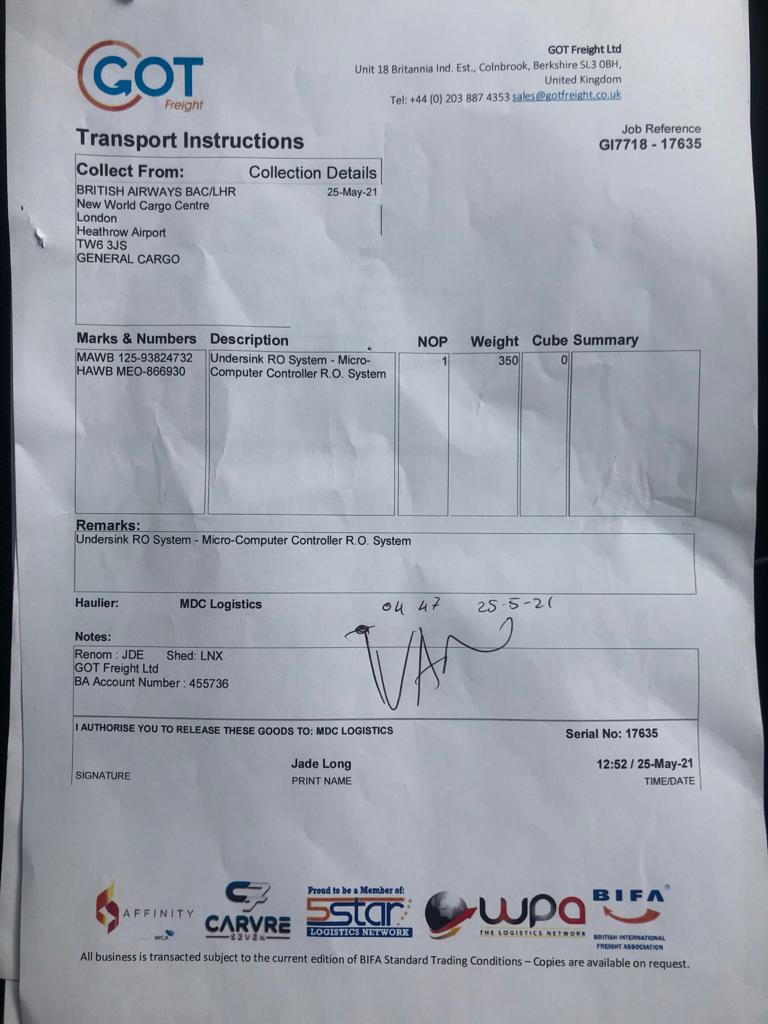 GOT
Freight
GOT Freight Ltd
Unit 18 Britannia Ind. Est., Colnbrook, Berkshire SL3 0BH,
United Kingdom
Tel: +44 (0) 203 887 4353 sales@gotfreight.co.uk
Transport Instructions
Job Reference
GI7718 - 17635
Collect From: Collection Details
BRITISH AIRWAYS BAC/LHR 25-May-21
New World Cargo Centre
London
Heathrow Airport
TW6 3JS
GENERAL CARGO
Marks & Numbers Description NOP Weight Cube Summary
MAWB 125-93824732 Undersink RO System - Micro- 1 350 0
HAWB MEO-866930 Computer Controller R.O. System
Remarks:
Undersink RO System - Micro-Computer Controller R.O. System
Haulier: MDC Logistics
04 47 25-5-21
VAN
Notes:
Renom : JDE Shed: LNX
GOT Freight Ltd
BA Account Number : 455736
I AUTHORISE YOU TO RELEASE THESE GOODS TO: MDC LOGISTICS
Serial No: 17635
Jade Long 12:52 / 25-May-21
SIGNATURE PRINT NAME TIME/DATE
AFFINITY
WCA
CARVRE
SEVEN
Proud to be a Member of:
5star
LOGISTICS NETWORK
wpa
THE LOGISTICS NETWORK
BIFA
BRITISH INTERNATIONAL
FREIGHT ASSOCIATION
All business is transacted subject to the current edition of BIFA Standard Trading Conditions – Copies are available on request.